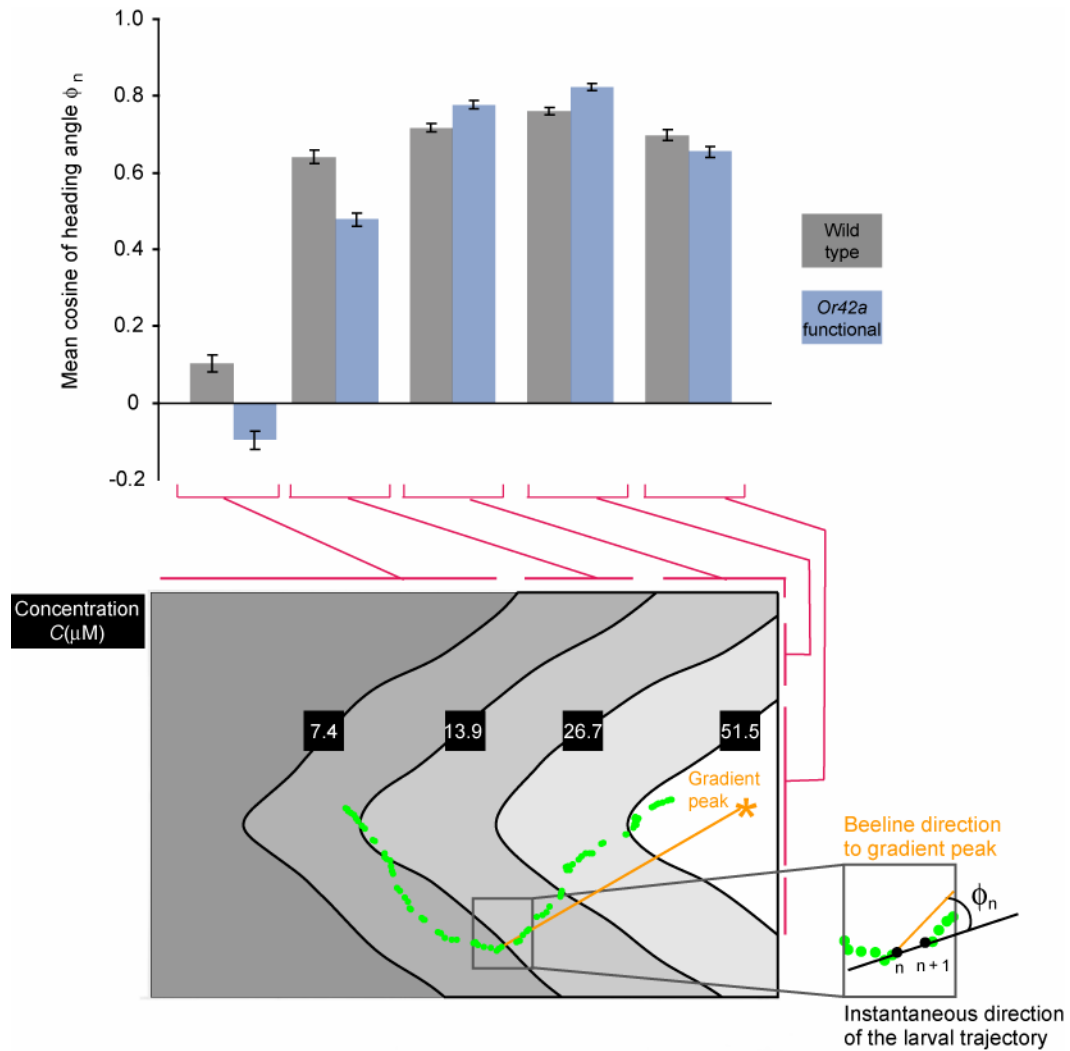 1.0
0.8
0.6
0.4
0.2
0
-0.2
Mean cosine of heading angle ϕ n
Wild
type
Or42a
functional
Concentration
C(μM)
7.4
13.9
26.7
51.5
Gradient
peak
*
Beeline direction
to gradient peak
ϕn
n
n + 1
Instantaneous direction
of the larval trajectory